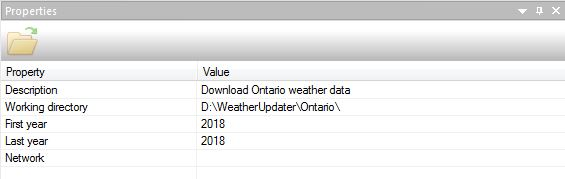 Properties
Property Value
Description Download Ontario weather data
Working directory D:\WeatherUpdater\Ontario\
First year 2018
Last year 2018
Network